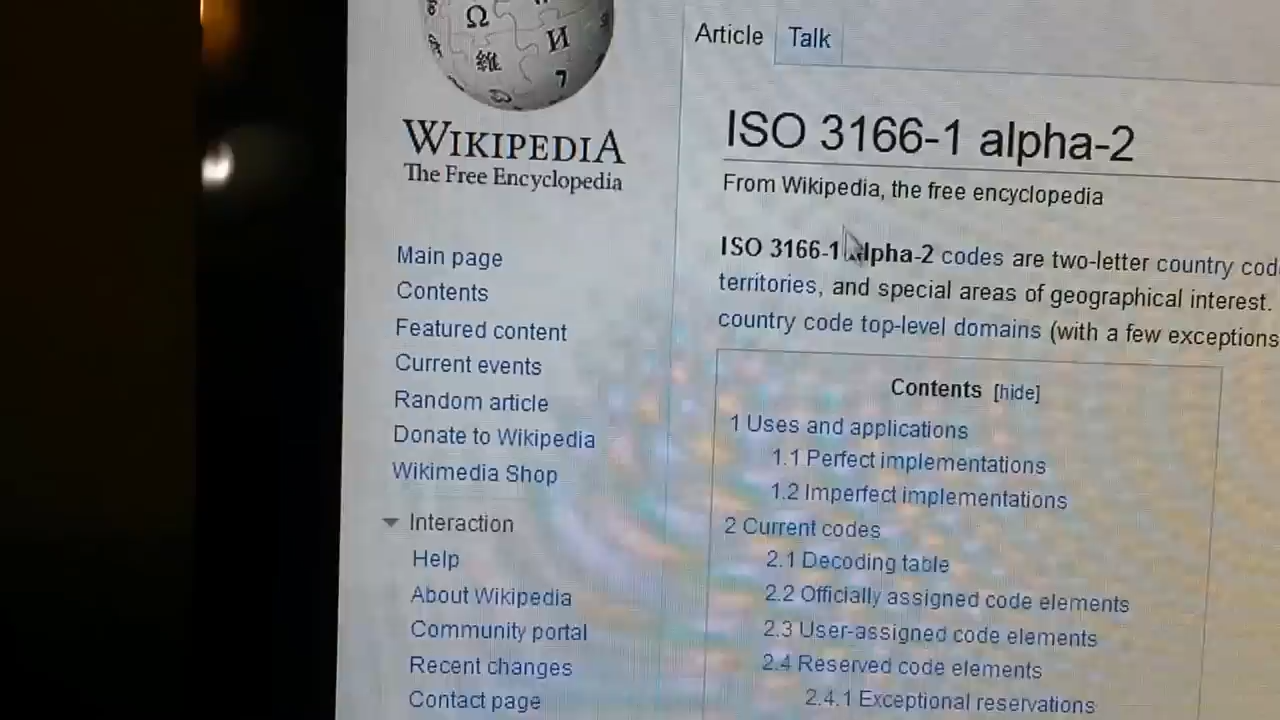 Ω
И
維
7
WIKIPEDIA
The Free Encyclopedia
Main page
Contents
Featured content
Current events
Random article
Donate to Wikipedia
Wikimedia Shop
Interaction
Help
About Wikipedia
Community portal
Recent changes
Contact page
Article Talk
ISO 3166-1 alpha-2
From Wikipedia, the free encyclopedia
ISO 3166-1 alpha-2 codes are two-letter country cod
territories, and special areas of geographical interest.
country code top-level domains (with a few exceptions
Contents [hide]
1 Uses and applications
1.1 Perfect implementations
1.2 Imperfect implementations
2 Current codes
2.1 Decoding table
2.2 Officially assigned code elements
2.3 User-assigned code elements
2.4 Reserved code elements
2.4.1 Exceptional reservations